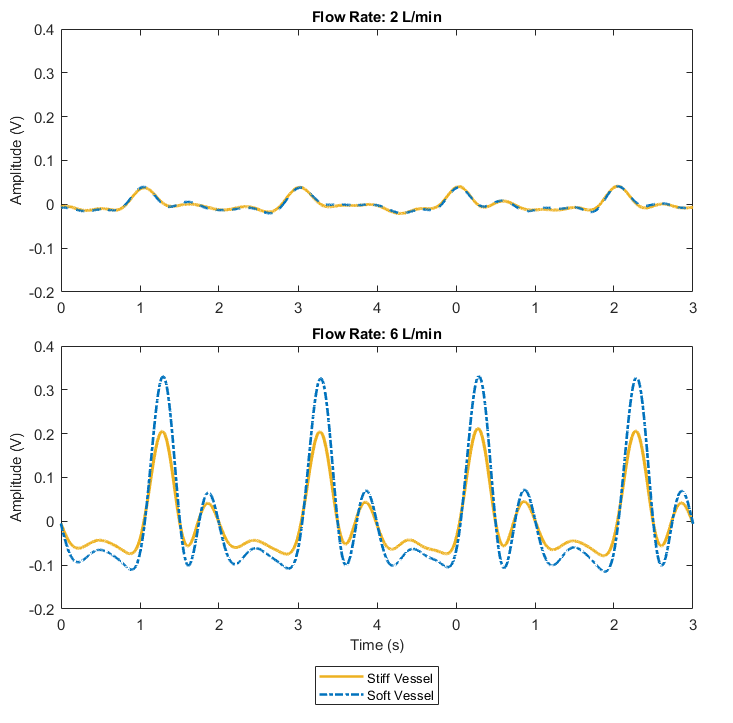 Flow Rate: 2 L/min
0.4
0.3
0.2
0.1
0
-0.1
-0.2
Amplitude (V)
0 1 2 3 4 0 1 2 3
Flow Rate: 6 L/min
0.4
0.3
0.2
0.1
0
-0.1
-0.2
Amplitude (V)
0 1 2 3 4 0 1 2 3
Time (s)
Stiff Vessel
Soft Vessel